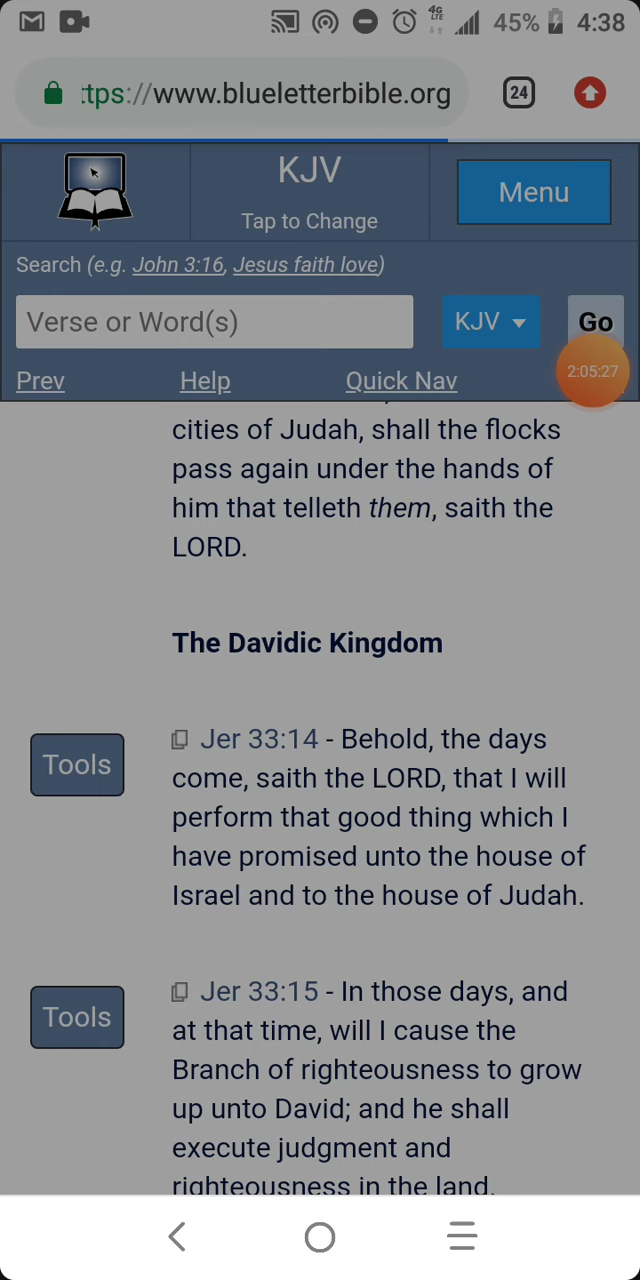 4G
LTE
45%
4:38
ttps://www.blueletterbible.org
24
KJV
Tap to Change
Menu
Search (e.g. John 3:16, Jesus faith love)
Verse or Word(s)
KJV
Go
2:05:27
Prev
Help
Quick Nav
cities of Judah, shall the flocks
pass again under the hands of
him that telleth them, saith the
LORD.
The Davidic Kingdom
Tools
Jer 33:14 - Behold, the days
come, saith the LORD, that I will
perform that good thing which I
have promised unto the house of
Israel and to the house of Judah.
Tools
Jer 33:15 - In those days, and
at that time, will I cause the
Branch of righteousness to grow
up unto David; and he shall
execute judgment and
righteousness in the land.